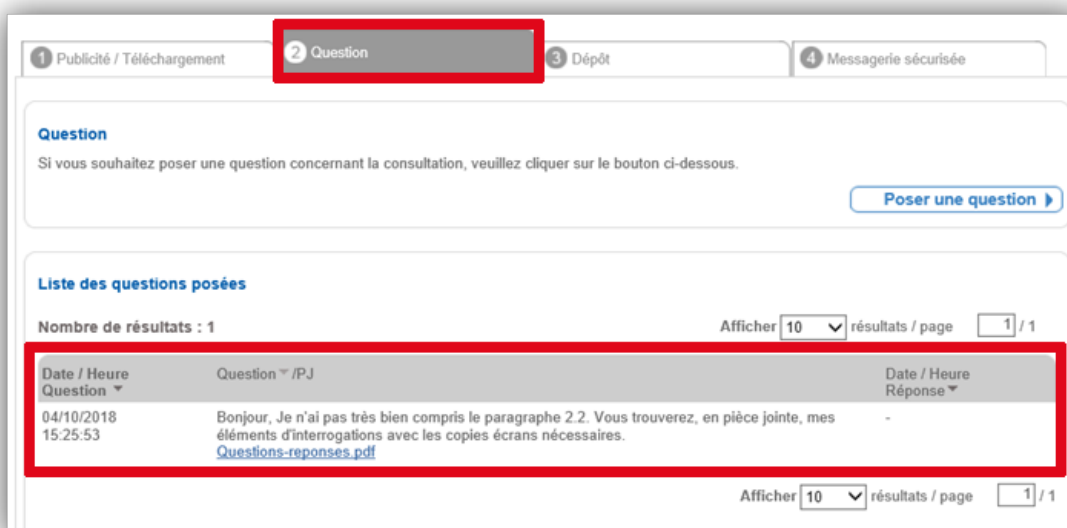 1 Publicité / Téléchargement
2 Question
3 Dépôt
4 Messagerie sécurisée
Question
Si vous souhaitez poser une question concernant la consultation, veuillez cliquer sur le bouton ci-dessous.
Poser une question
Liste des questions posées
Nombre de résultats : 1
Afficher 10 résultats / page 1 / 1
Date / Heure
Question
Question /PJ
Date / Heure
Réponse
04/10/2018
15:25:53
Bonjour, Je n'ai pas très bien compris le paragraphe 2.2. Vous trouverez, en pièce jointe, mes
éléments d'interrogations avec les copies écrans nécessaires.
Questions-reponses.pdf
-
Afficher 10 résultats / page 1 / 1